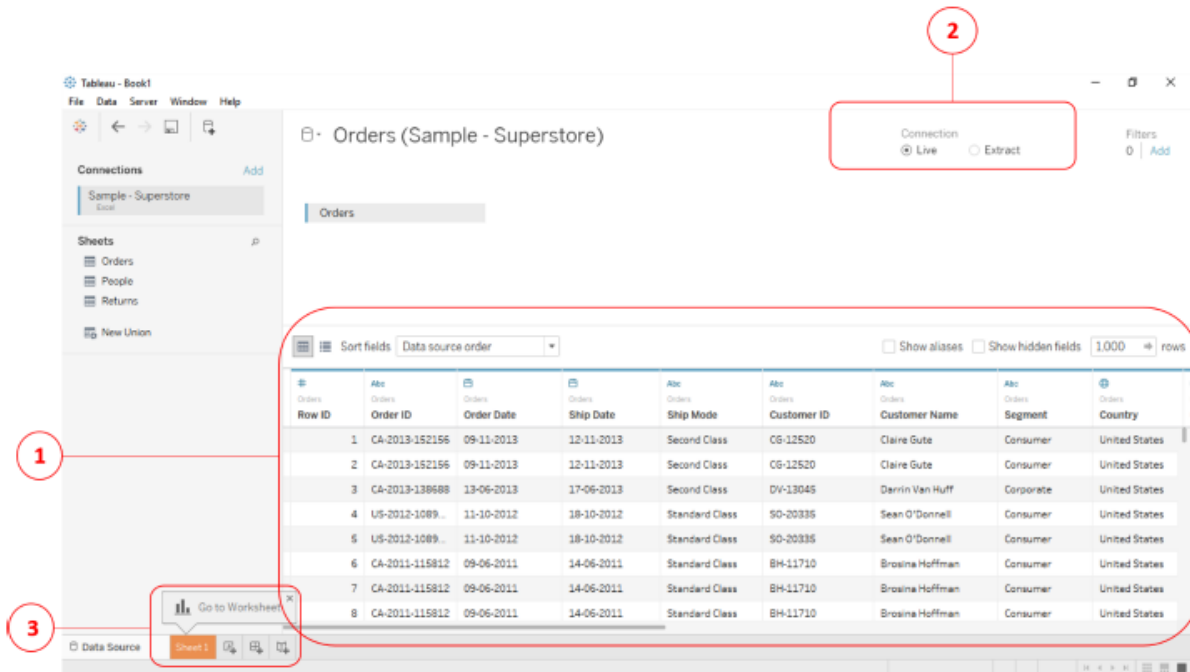 2
Tableau - Book1
File Data Server Window Help
Orders (Sample - Superstore)
Connection
Live Extract
Filters
0 Add
Connections Add
Sample - Superstore
Excel
Orders
Sheets
Orders
People
Returns
New Union
Sort fields Data source order Show aliases Show hidden fields 1,000 rows
# Abc Abc Abc Abc Abc
Orders Orders Orders Orders Orders Orders Orders Orders Orders
Row ID Order ID Order Date Ship Date Ship Mode Customer ID Customer Name Segment Country
1 CA-2013-152156 09-11-2013 12-11-2013 Second Class CG-12520 Claire Gute Consumer United States
1
2 CA-2013-152156 09-11-2013 12-11-2013 Second Class CG-12520 Claire Gute Consumer United States
3 CA-2013-138688 13-06-2013 17-06-2013 Second Class DV-13045 Darrin Van Huff Corporate United States
4 US-2012-1089... 11-10-2012 18-10-2012 Standard Class SO-20335 Sean O'Donnell Consumer United States
5 US-2012-1089... 11-10-2012 18-10-2012 Standard Class SO-20335 Sean O'Donnell Consumer United States
6 CA-2011-115812 09-06-2011 14-06-2011 Standard Class BH-11710 Brosina Hoffman Consumer United States
7 CA-2011-115812 09-06-2011 14-06-2011 Standard Class BH-11710 Brosina Hoffman Consumer United States
8 CA-2011-115812 09-06-2011 14-06-2011 Standard Class BH-11710 Brosina Hoffman Consumer United States
Go to Worksheet
3
Data Source Sheet 1